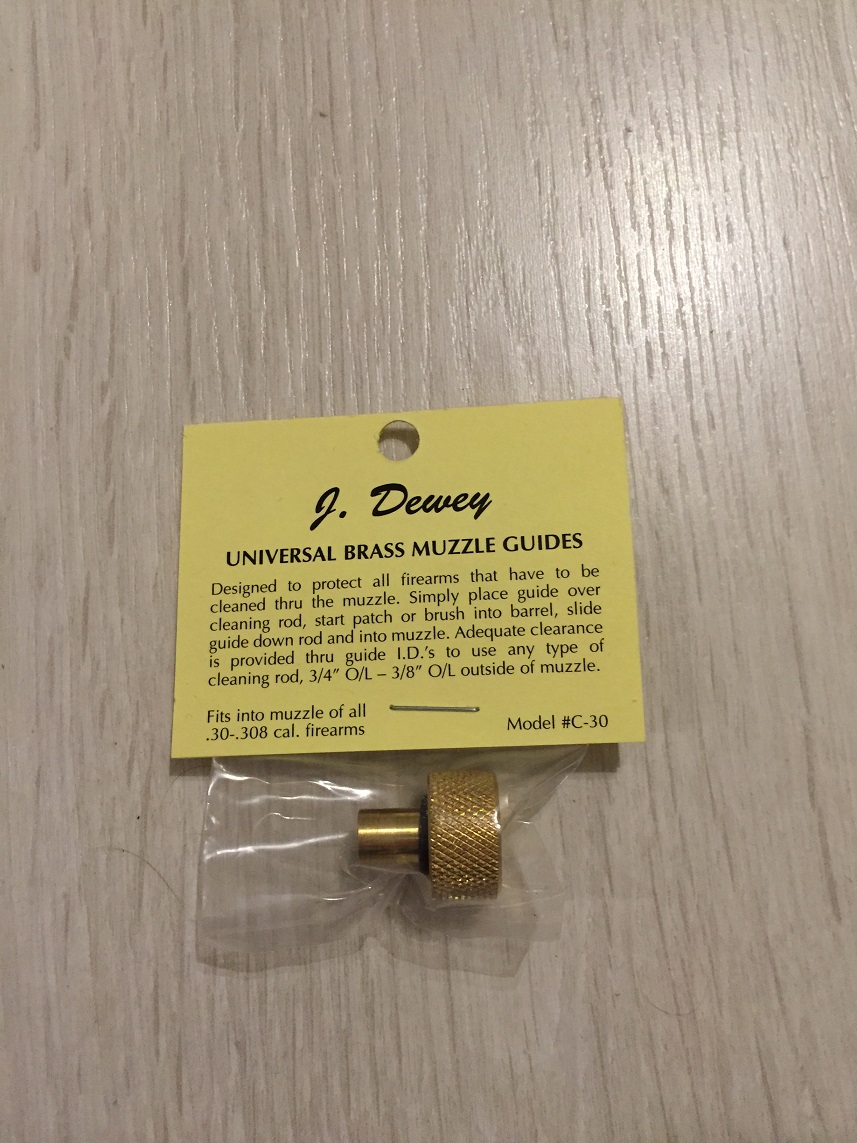 J. Dewey
UNIVERSAL BRASS MUZZLE GUIDES
Designed to protect all firearms that have to be
cleaned thru the muzzle. Simply place guide over
cleaning rod, start patch or brush into barrel, slide
guide down rod and into muzzle. Adequate clearance
is provided thru guide I.D.'s to use any type of
cleaning rod, 3/4" O/L – 3/8" O/L outside of muzzle.
Fits into muzzle of all
.30-.308 cal. firearms
Model #C-30